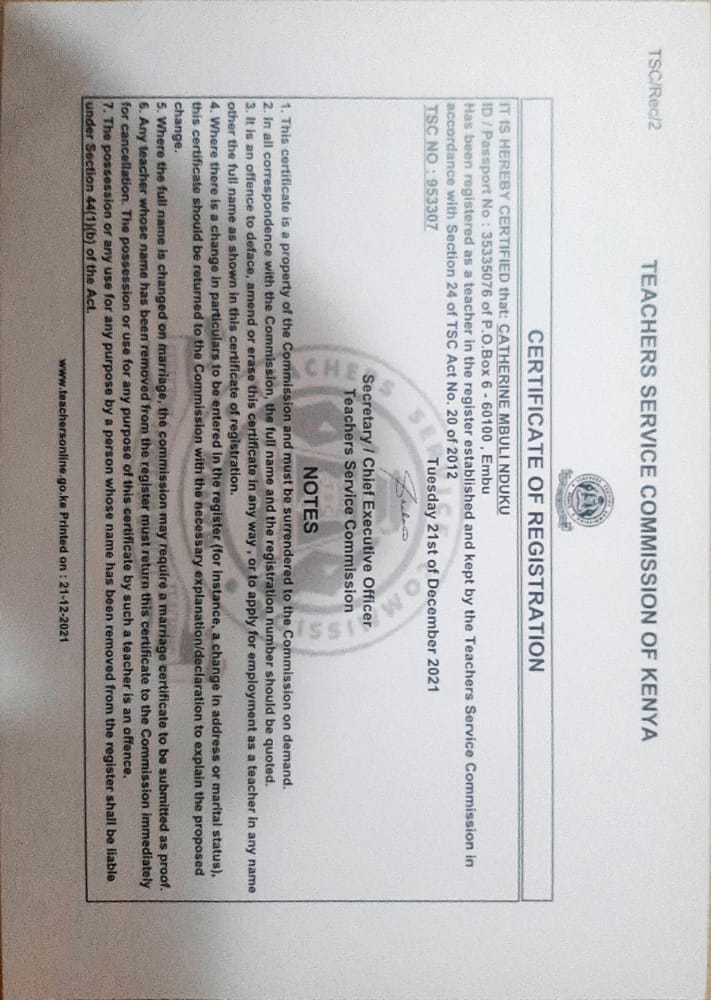 TSC/Rec/2
TEACHERS SERVICE COMMISSION OF KENYA
CERTIFICATE OF REGISTRATION
IT IS HEREBY CERTIFIED that: CATHERINE MBULI NDUKU
ID / Passport No : 35335076 of P.O.Box 6 - 60100 , Embu
Has been registered as a teacher in the register established and kept by the Teachers Service Commission in
accordance with Section 24 of TSC Act No. 20 of 2012
TSC NO : 953307
Tuesday 21st of December 2021
Secretary / Chief Executive Officer
Teachers Service Commission
NOTES
1. This certificate is a property of the Commission and must be surrendered to the Commission on demand.
2. In all correspondence with the Commission, the full name and the registration number should be quoted.
3. It is an offence to deface, amend or erase this certificate in any way , or to apply for employment as a teacher in any name
other the full name as shown in this certificate of registration.
4. Where there is a change in particulars to be entered in the register (for instance, a change in address or marital status),
this certificate should be returned to the Commission with the necessary explanation/declaration to explain the proposed
change.
5. Where the full name is changed on marriage, the commission may require a marriage certificate to be submitted as proof.
6. Any teacher whose name has been removed from the register must return this certificate to the Commission immediately
for cancellation. The possession or use for any purpose of this certificate by such a teacher is an offence.
7. The possession or any use for any purpose by a person whose name has been removed from the register shall be liable
under Section 44(1)(b) of the Act.
www.teachersonline.go.ke Printed on : 21-12-2021